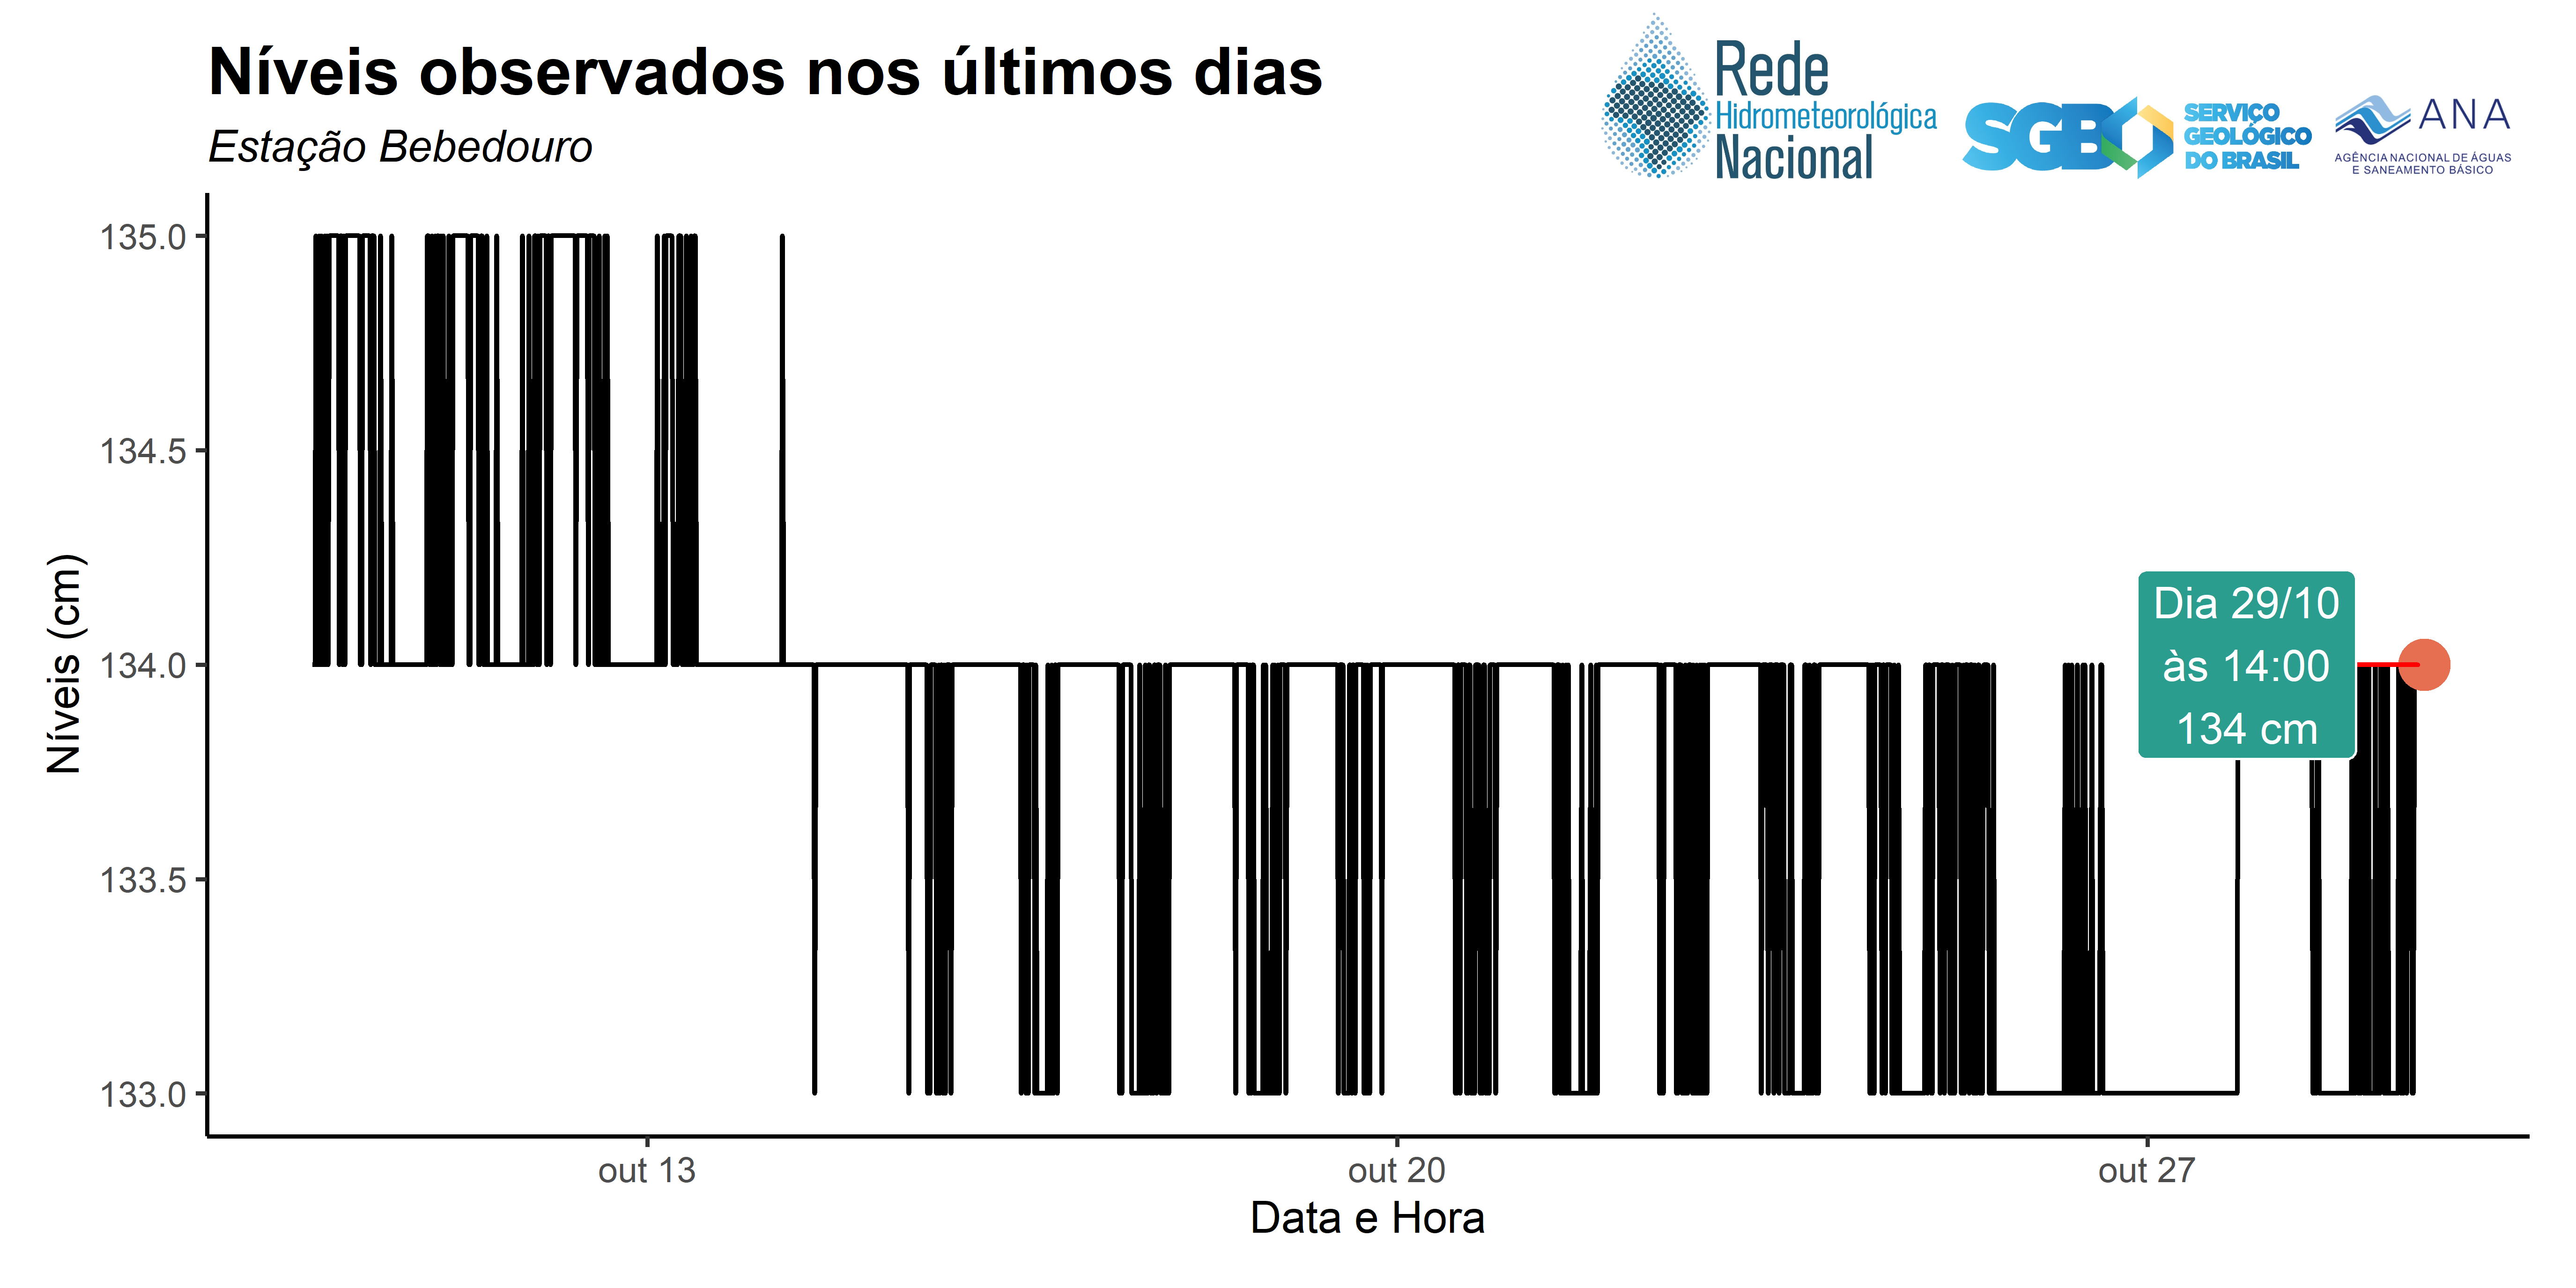 Níveis observados nos últimos dias
Estação Bebedouro
Rede
Hidrometeorológica
Nacional
SGB
SERVIÇO
GEOLÓGICO
DO BRASIL
ANA
AGÊNCIA NACIONAL DE ÁGUAS
E SANEAMENTO BÁSICO
Níveis (cm)
135.0
134.5
134.0
133.5
133.0
Dia 29/10
às 14:00
134 cm
out 13
out 20
out 27
Data e Hora